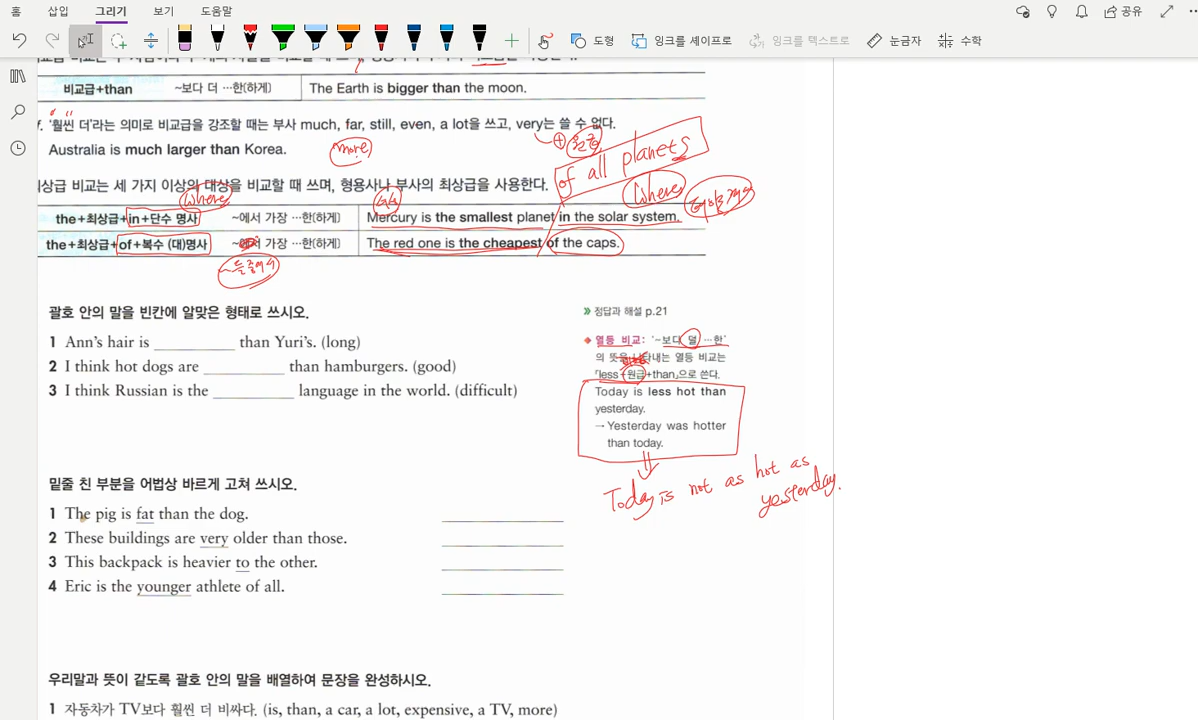 홈 삽입 그리기 보기 도움말 공유
도형 잉크를 셰이프로 잉크를 텍스트로 눈금자 수학
비교급+than ~보다 더 …한(하게) The Earth is bigger than the moon.
'훨씬 더'라는 의미로 비교급을 강조할 때는 부사 much, far, still, even, a lot을 쓰고, very는 쓸 수 없다.
원급
Australia is much larger than Korea.
more
of all planets
상급 비교는 세 가지 이상의 대상을 비교할 때 쓰며, 형용사나 부사의 최상급을 사용한다.
where
where
the+최상급+in+단수 명사 ~에서 가장 …한(하게) Mercury is the smallest planet in the solar system.
the+최상급+of+복수 (대)명사 ~에서 가장 …한(하게) The red one is the cheapest of the caps.
~들 중에서
괄호 안의 말을 빈칸에 알맞은 형태로 쓰시오.
1 Ann's hair is __________ than Yuri's. (long)
2 I think hot dogs are __________ than hamburgers. (good)
3 I think Russian is the __________ language in the world. (difficult)
정답과 해설 p.21
열등 비교: '~보다 덜 …한'
의 뜻을 나타내는 열등 비교는
「less+원급+than」으로 쓴다.
Today is less hot than
yesterday.
→ Yesterday was hotter
than today.
Today is not as hot as
yesterday.
밑줄 친 부분을 어법상 바르게 고쳐 쓰시오.
1 The pig is fat than the dog.
2 These buildings are very older than those.
3 This backpack is heavier to the other.
4 Eric is the younger athlete of all.
우리말과 뜻이 같도록 괄호 안의 말을 배열하여 문장을 완성하시오.
1 자동차가 TV보다 훨씬 더 비싸다. (is, than, a car, a lot, expensive, a TV, more)